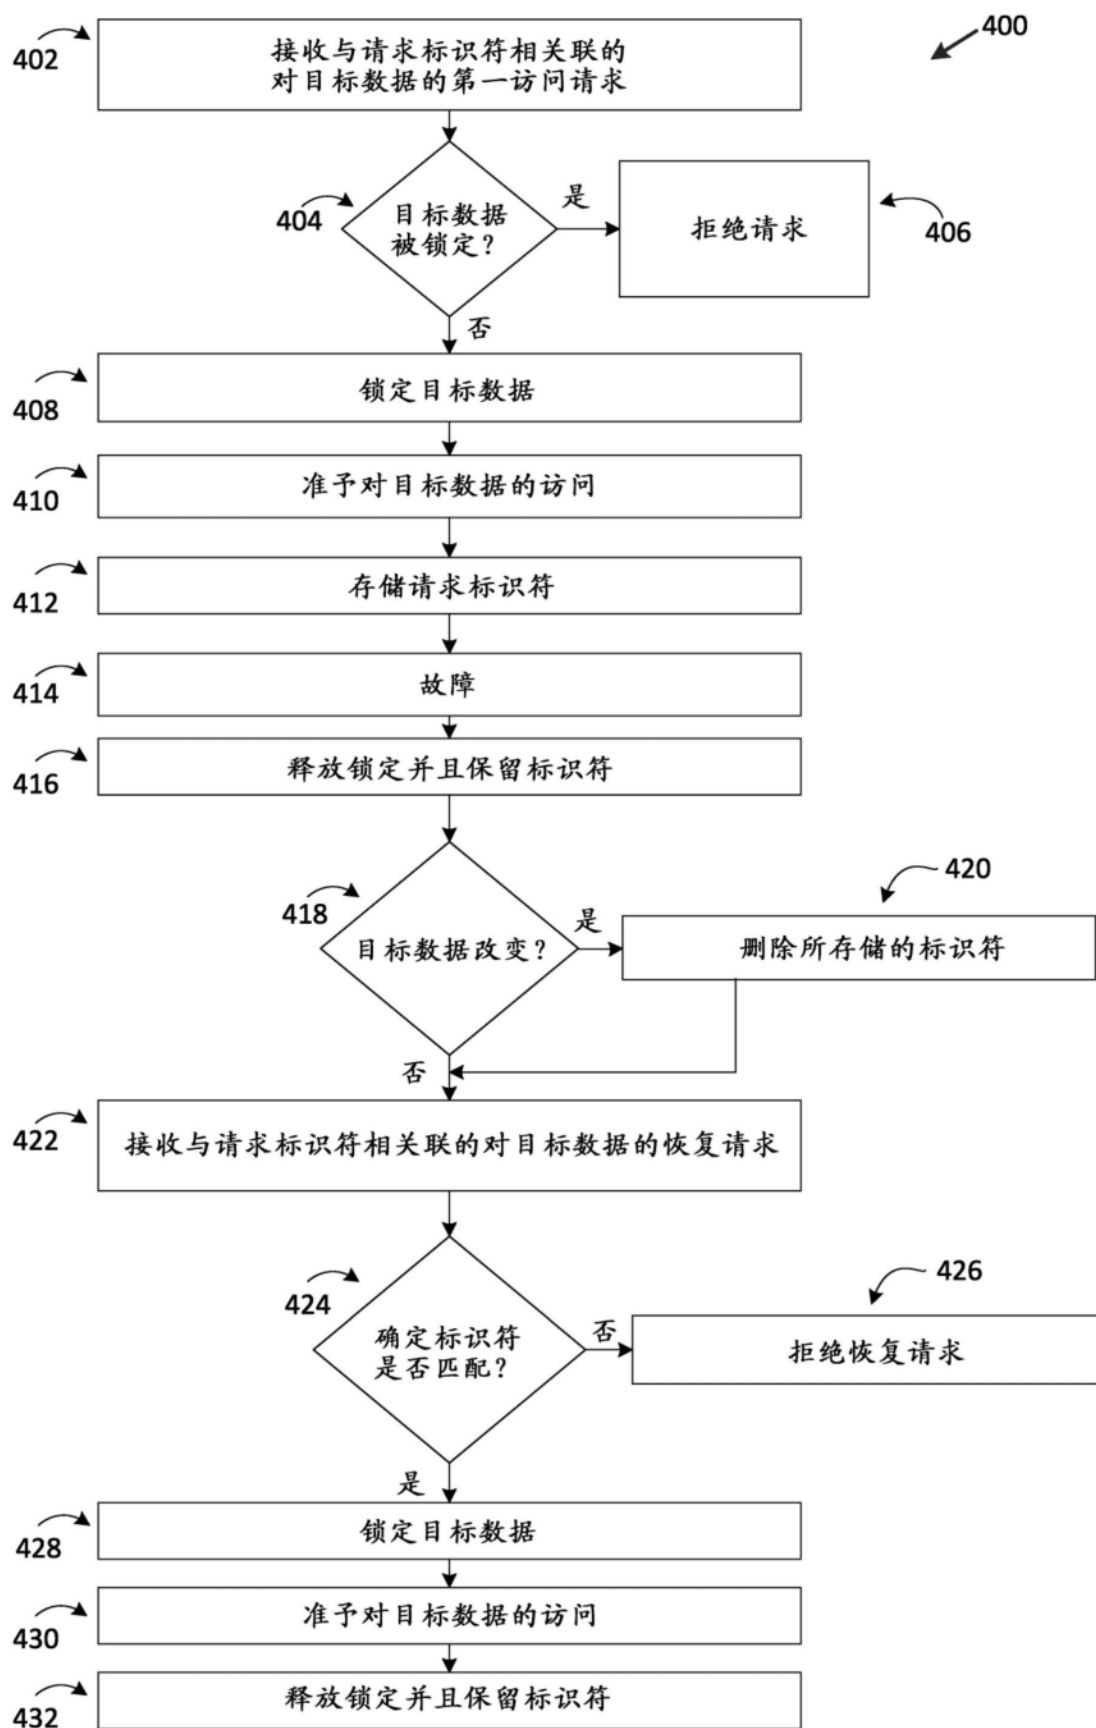 400
402
接收与请求标识符相关联的
对目标数据的第一访问请求
404
目标数据
被锁定?
是
拒绝请求
406
否
408
锁定目标数据
410
准予对目标数据的访问
412
存储请求标识符
414
故障
416
释放锁定并且保留标识符
418
目标数据改变?
是
420
删除所存储的标识符
否
422
接收与请求标识符相关联的对目标数据的恢复请求
424
确定标识符
是否匹配?
否
426
拒绝恢复请求
是
428
锁定目标数据
430
准予对目标数据的访问
432
释放锁定并且保留标识符